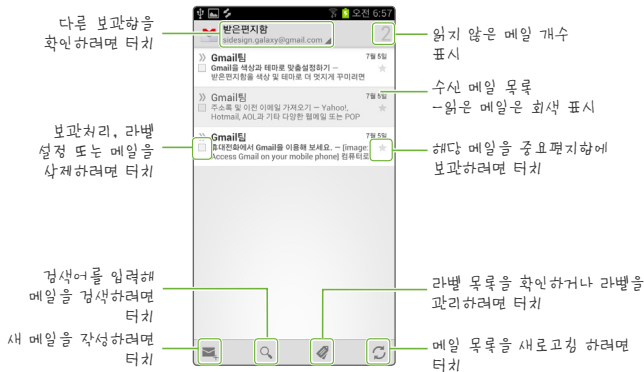 다른 보관함을
확인하려면 터치
보관처리, 라벨
설정 또는 메일을
삭제하려면 터치
검색어를 입력해
메일을 검색하려면
터치
새 메일을 작성하려면
터치
오전 6:57
받은편지함
sidesign.galaxy@gmail.com
2
Gmail팀
7월 5일
Gmail을 색상과 테마로 맞춤설정하기 –
받은편지함을 색상 및 테마로 더 멋지게 꾸미려면
Gmail팀
7월 5일
주소록 및 이전 이메일 가져오기 – Yahoo!,
Hotmail, AOL과 기타 다양한 웹메일 또는 POP
Gmail팀
7월 5일
휴대전화에서 Gmail을 이용해 보세요. – [image:
Access Gmail on your mobile phone] 컴퓨터로
읽지 않은 메일 개수
표시
수신 메일 목록
-읽은 메일은 회색 표시
해당 메일을 중요편지함에
보관하려면 터치
라벨 목록을 확인하거나 라벨을
관리하려면 터치
메일 목록을 새로고침 하려면
터치